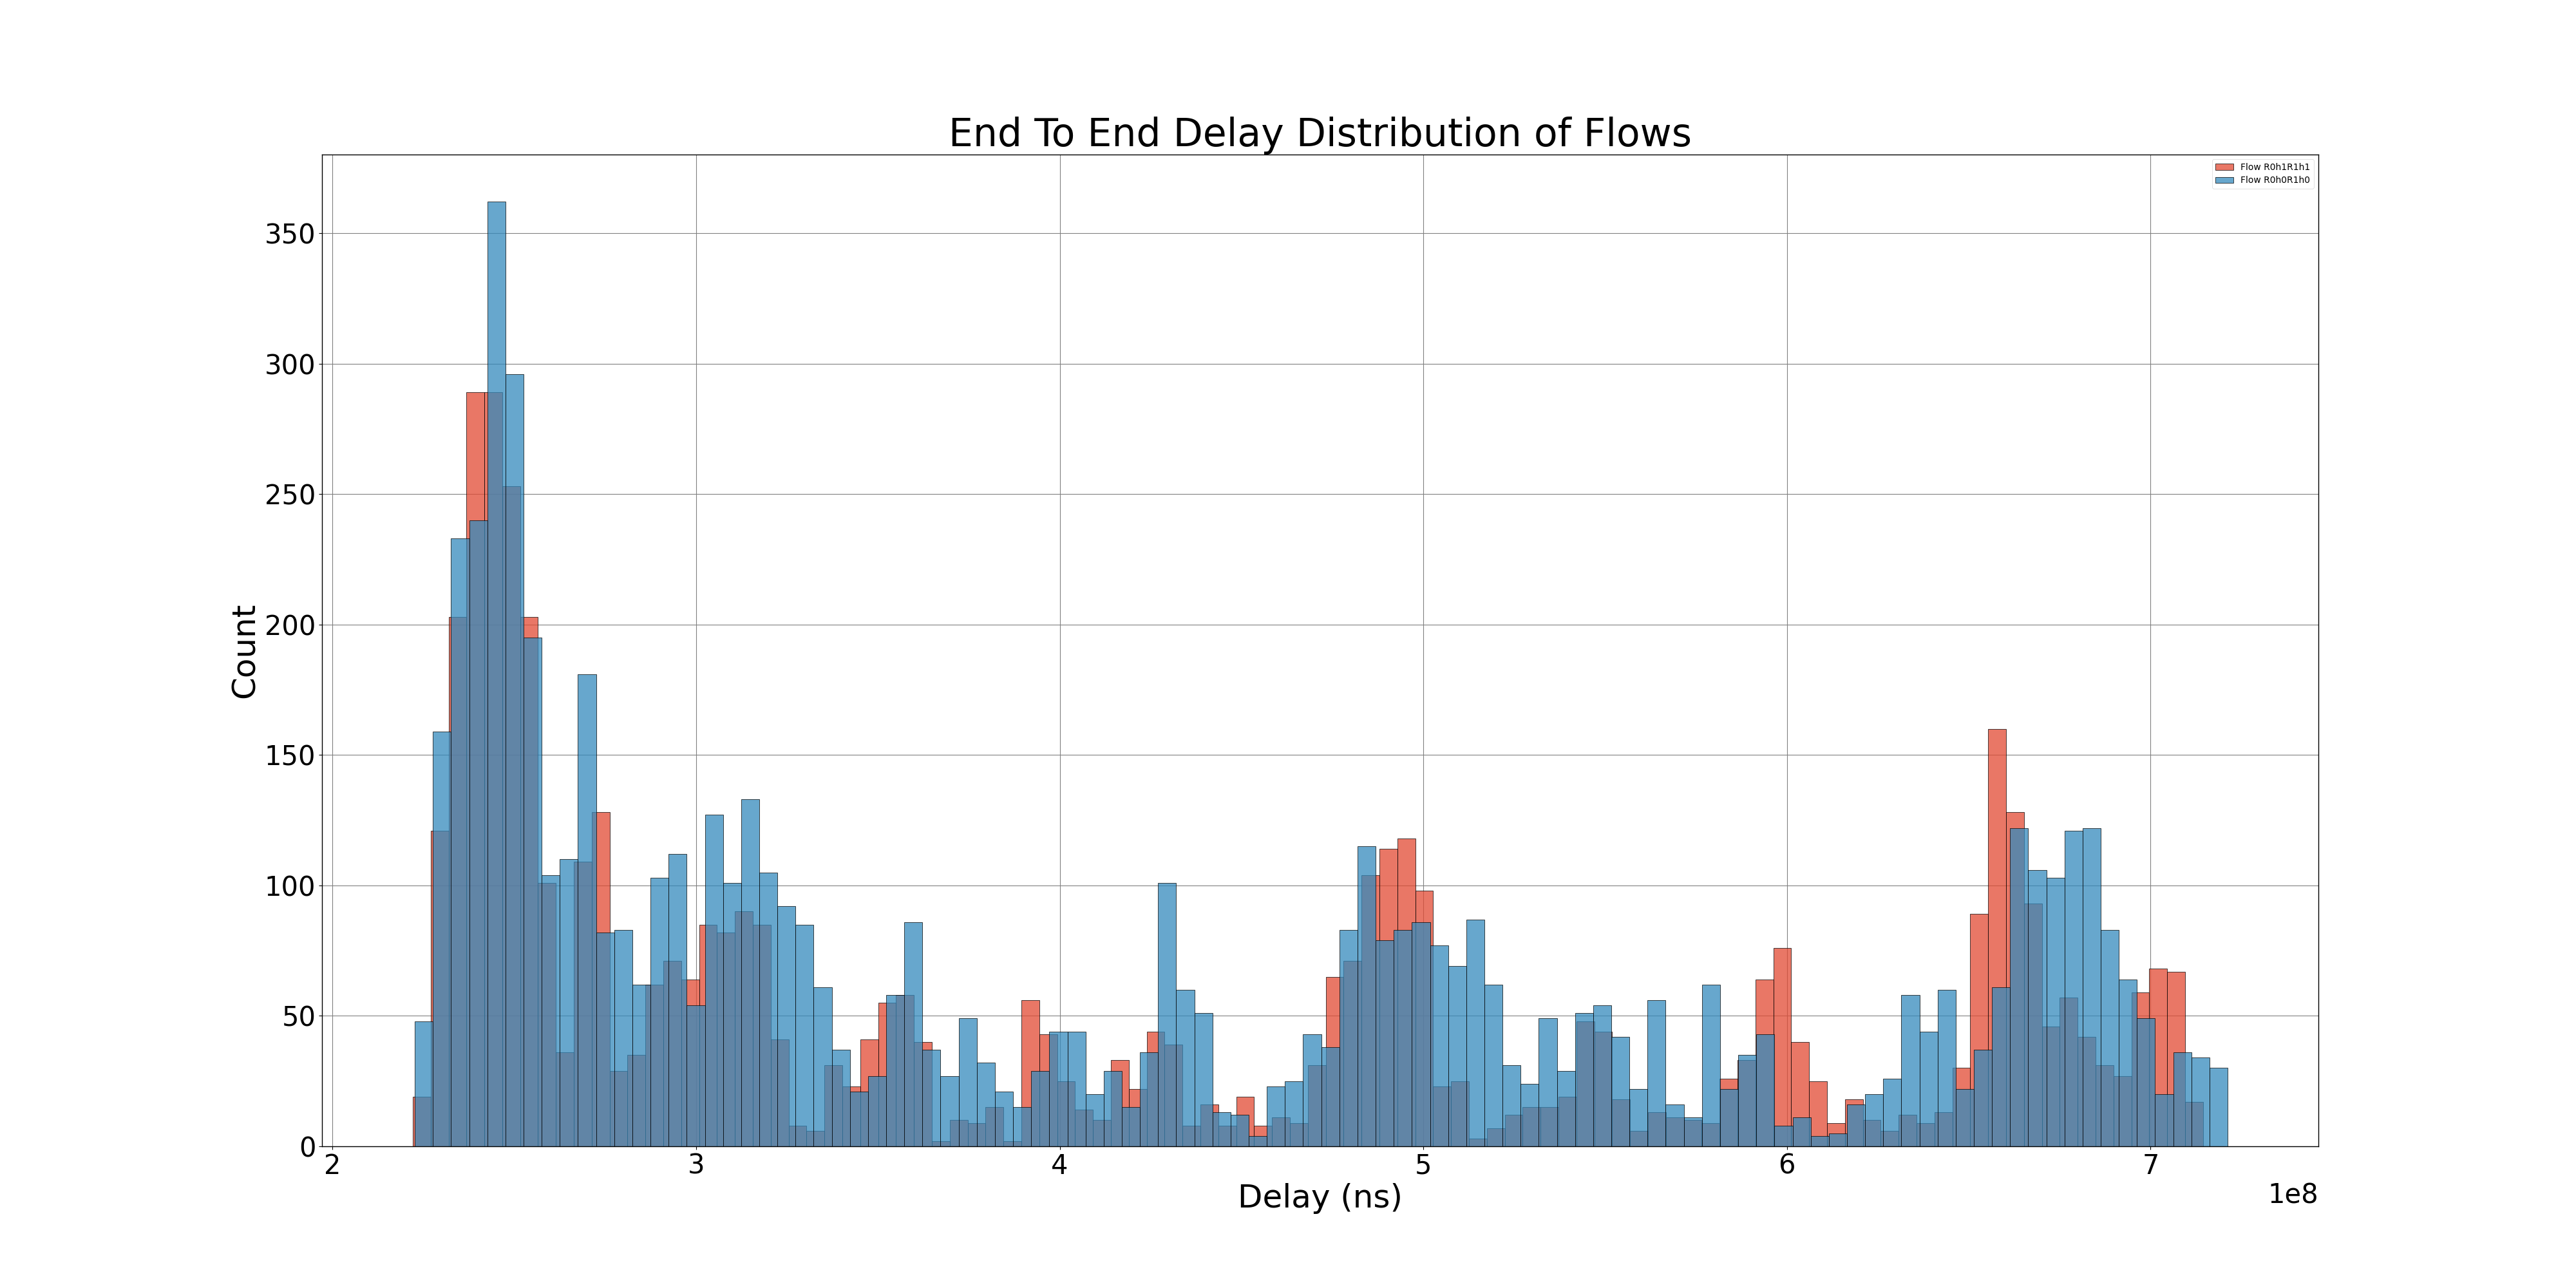 End To End Delay Distribution of Flows
Flow R0h1R1h1
Flow R0h0R1h0
350
300
250
200
150
100
50
0
Count
2 3 4 5 6 7
Delay (ns)
1e8